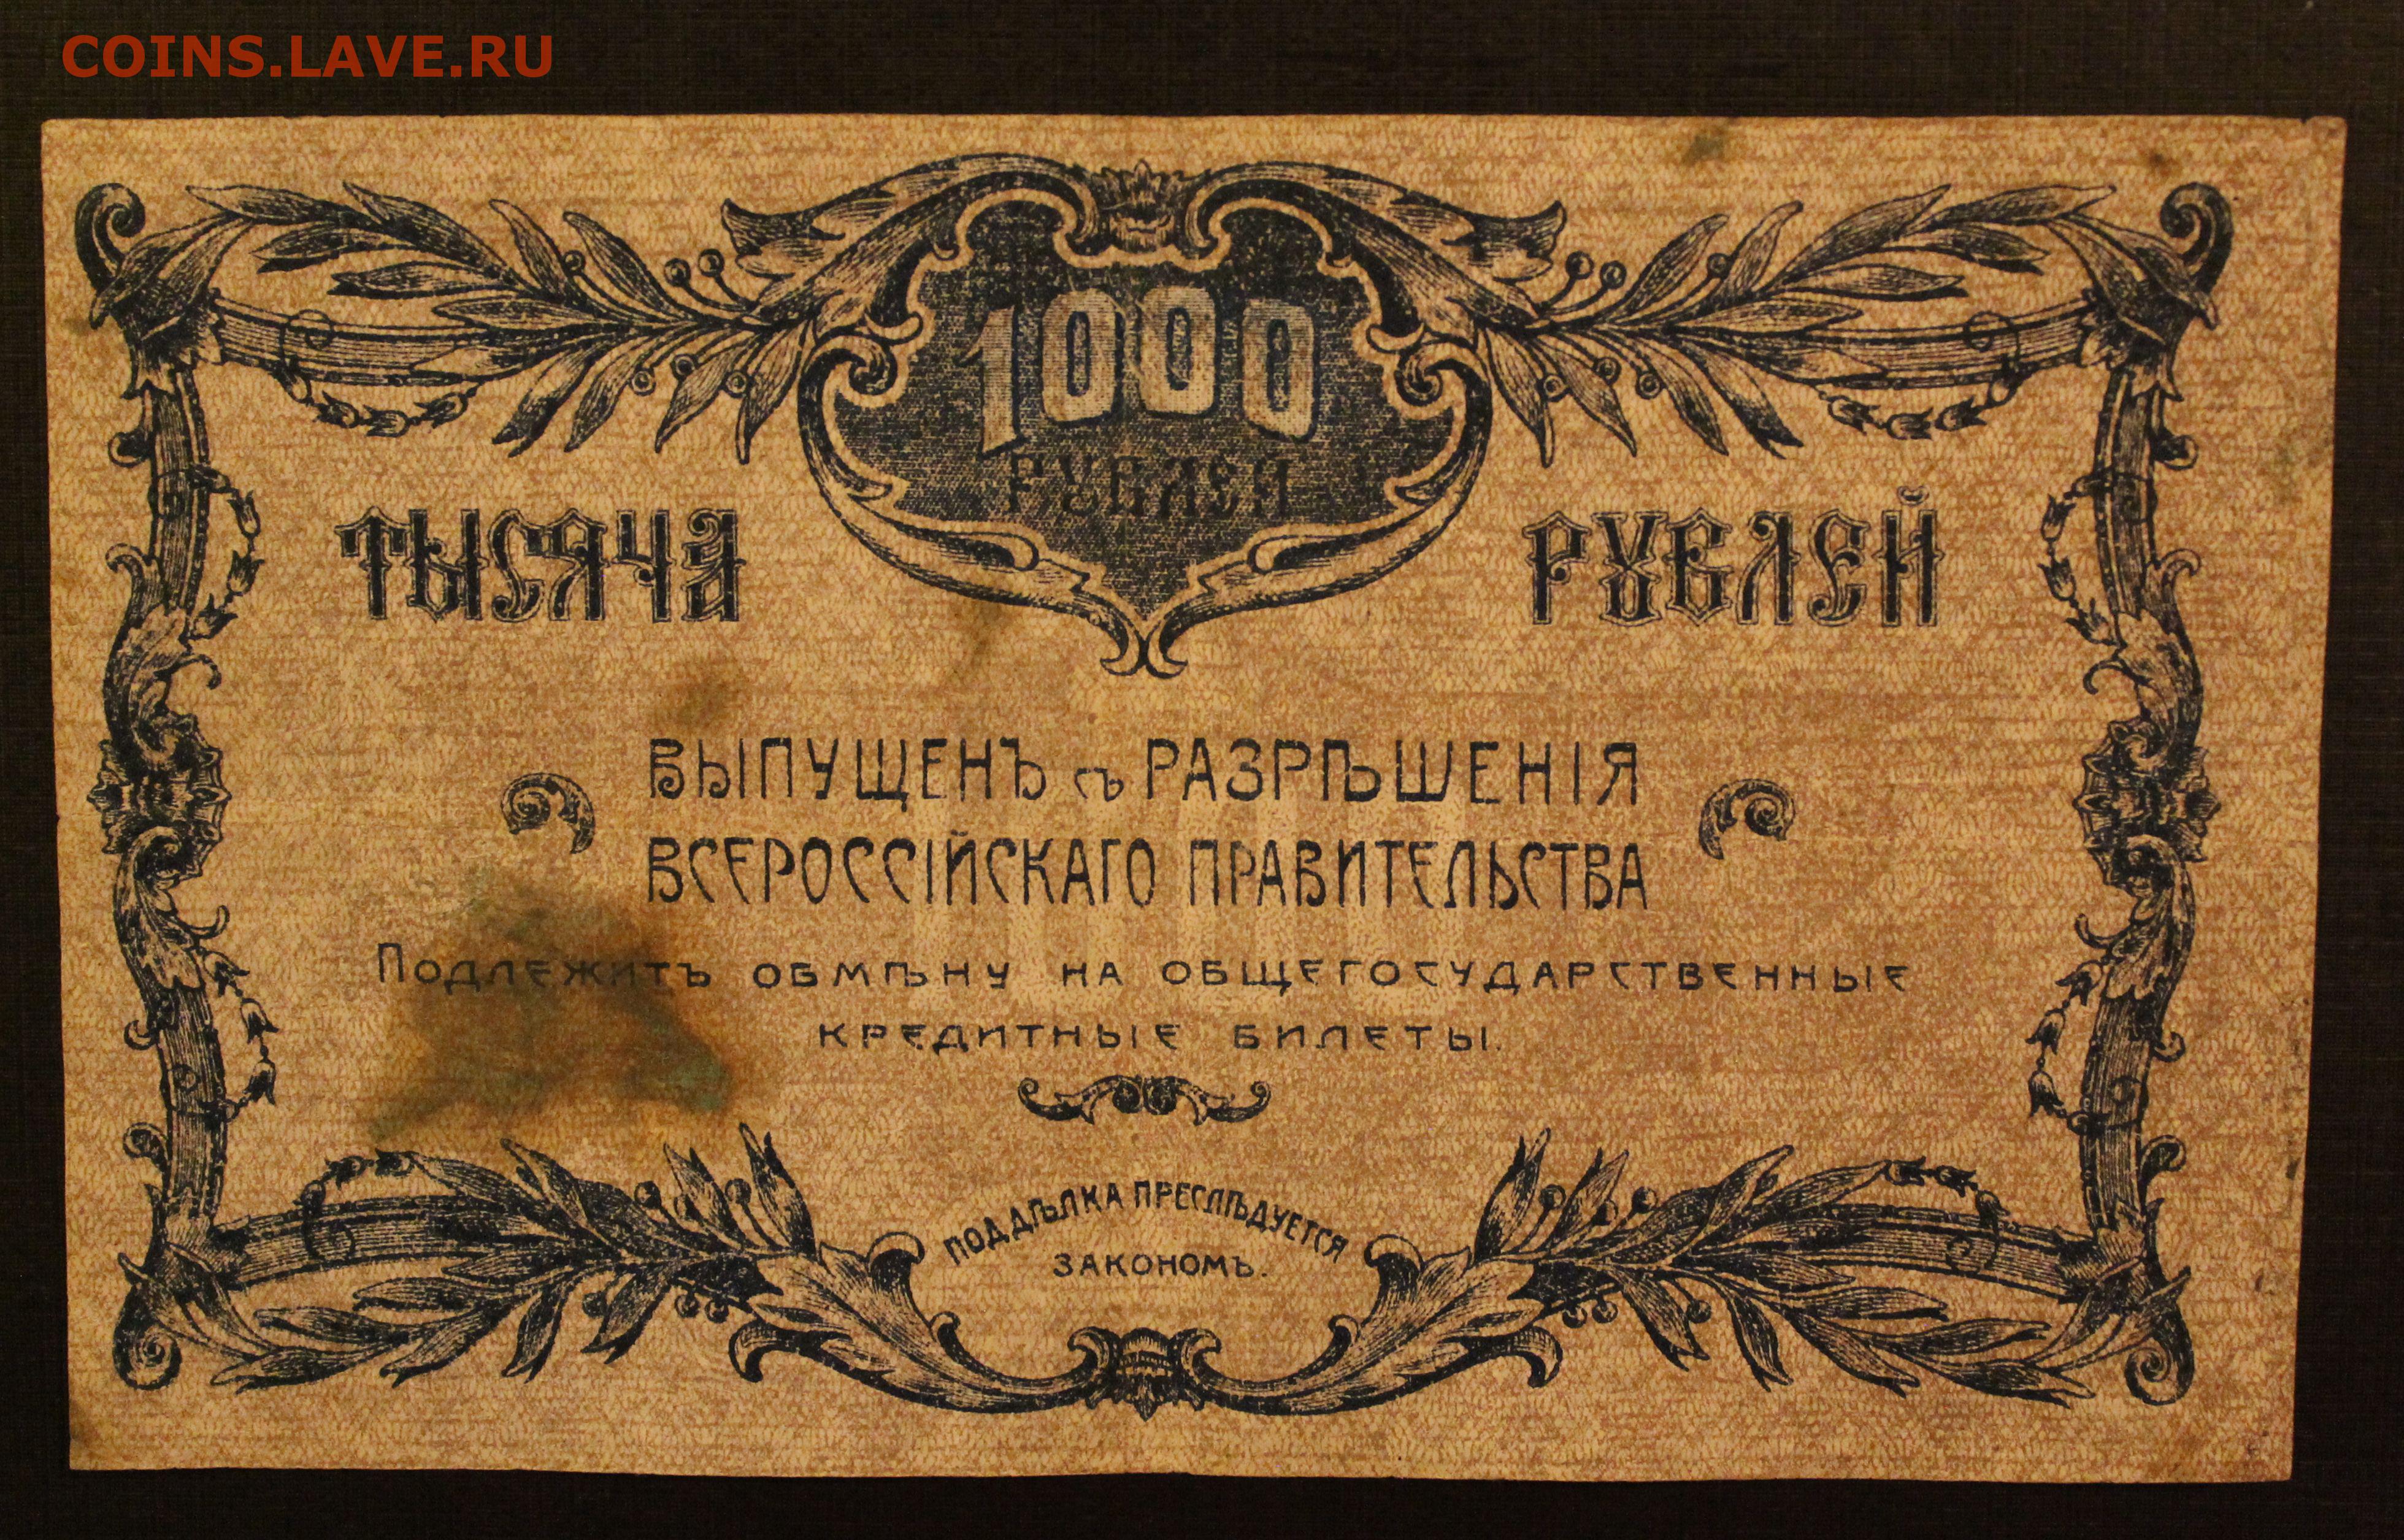 COINS.LAVE.RU
1000
РУБЛЕЙ
ТЫСЯЧА РУБЛЕЙ
ВЫПУЩЕНЪ съ РАЗРѢШЕНІЯ
ВСЕРОССІЙСКАГО ПРАВИТЕЛЬСТВА
ПОДЛЕЖИТЪ ОБМѢНУ НА ОБЩЕГОСУДАРСТВЕННЫЕ
КРЕДИТНЫЕ БИЛЕТЫ.
ПОДДѢЛКА ПРЕСЛѢДУЕТСЯ
ЗАКОНОМЪ.